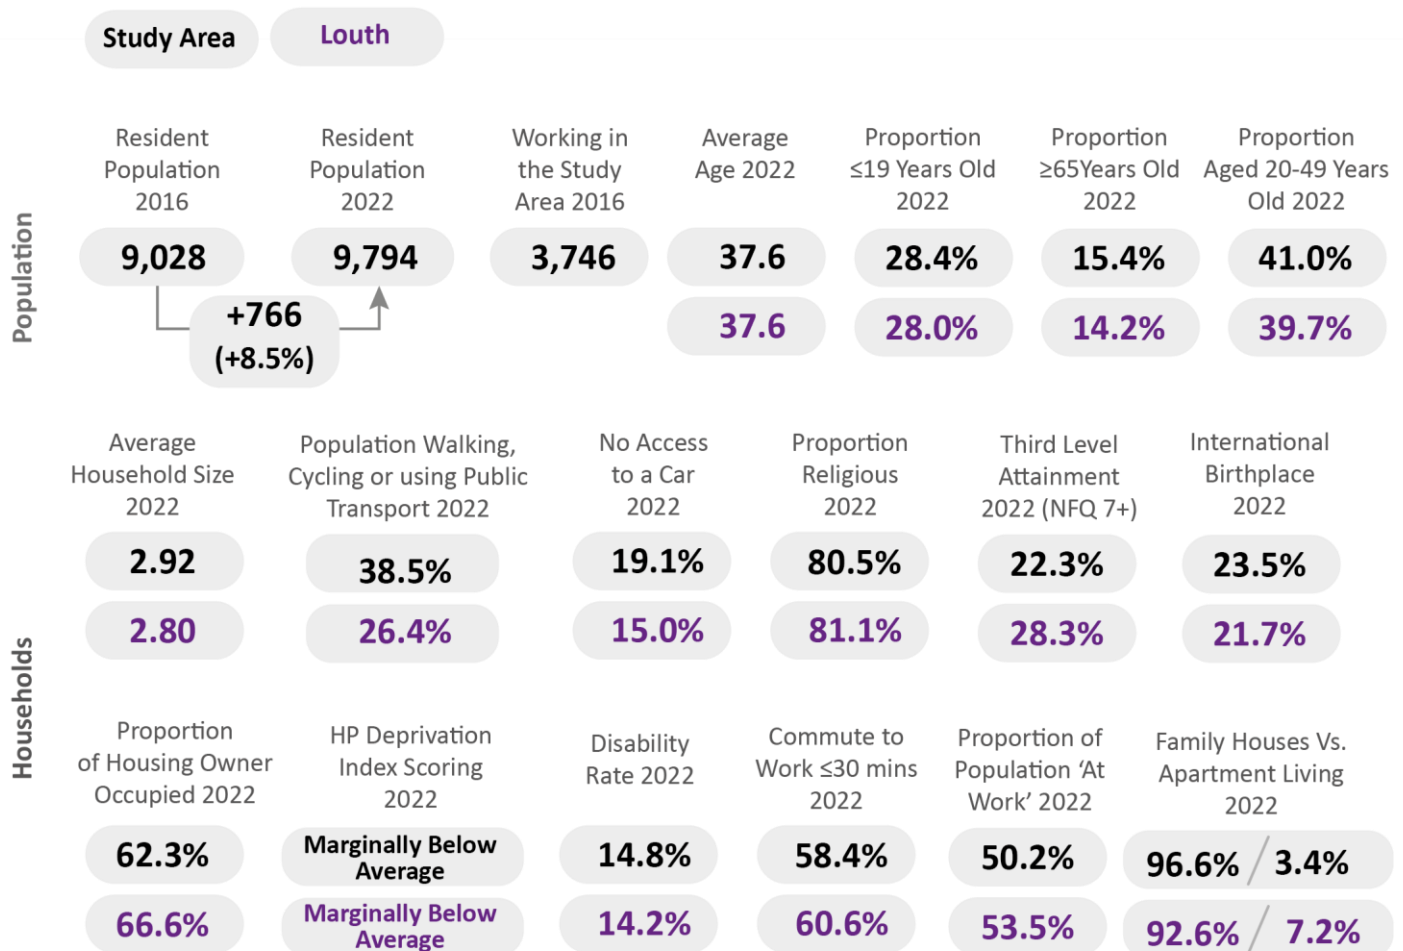 Study Area
Louth
Population
Resident
Population
2016
9,028
Resident
Population
2022
9,794
+766
(+8.5%)
Working in
the Study
Area 2016
3,746
Average
Age 2022
37.6
37.6
Proportion
≤19 Years Old
2022
28.4%
28.0%
Proportion
≥65Years Old
2022
15.4%
14.2%
Proportion
Aged 20-49 Years
Old 2022
41.0%
39.7%
Households
Average
Household Size
2022
2.92
2.80
Population Walking,
Cycling or using Public
Transport 2022
38.5%
26.4%
No Access
to a Car
2022
19.1%
15.0%
Proportion
Religious
2022
80.5%
81.1%
Third Level
Attainment
2022 (NFQ 7+)
22.3%
28.3%
International
Birthplace
2022
23.5%
21.7%
Proportion
of Housing Owner
Occupied 2022
62.3%
66.6%
HP Deprivation
Index Scoring
2022
Marginally Below
Average
Marginally Below
Average
Disability
Rate 2022
14.8%
14.2%
Commute to
Work ≤30 mins
2022
58.4%
60.6%
Proportion of
Population ‘At
Work’ 2022
50.2%
53.5%
Family Houses Vs.
Apartment Living
2022
96.6% / 3.4%
92.6% / 7.2%